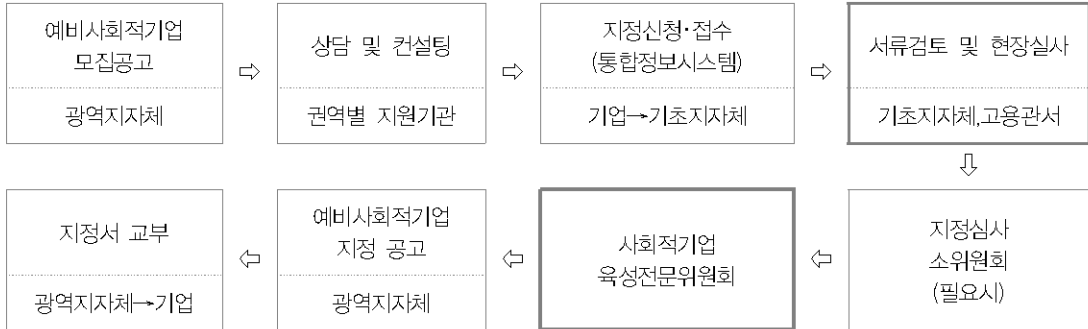 예비사회적기업
모집공고
광역지자체
⇨
상담 및 컨설팅
권역별 지원기관
⇨
지정신청·접수
(통합정보시스템)
기업→기초지자체
⇨
서류검토 및 현장실사
기초지자체,고용관서
⇩
지정심사
소위원회
(필요시)
⇦
사회적기업
육성전문위원회
⇦
예비사회적기업
지정 공고
광역지자체
⇦
지정서 교부
광역지자체→기업